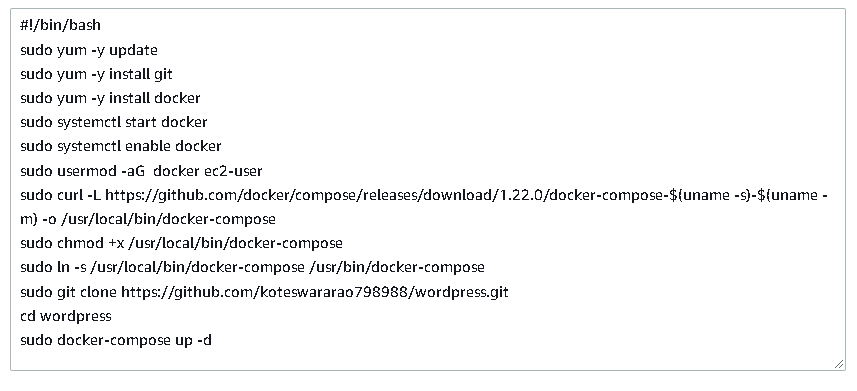 #!/bin/bash
sudo yum -y update
sudo yum -y install git
sudo yum -y install docker
sudo systemctl start docker
sudo systemctl enable docker
sudo usermod -aG  docker ec2-user
sudo curl -L https://github.com/docker/compose/releases/download/1.22.0/docker-compose-$(uname -s)-$(uname -
m) -o /usr/local/bin/docker-compose
sudo chmod +x /usr/local/bin/docker-compose
sudo ln -s /usr/local/bin/docker-compose /usr/bin/docker-compose
sudo git clone https://github.com/koteswararao798988/wordpress.git
cd wordpress
sudo docker-compose up -d